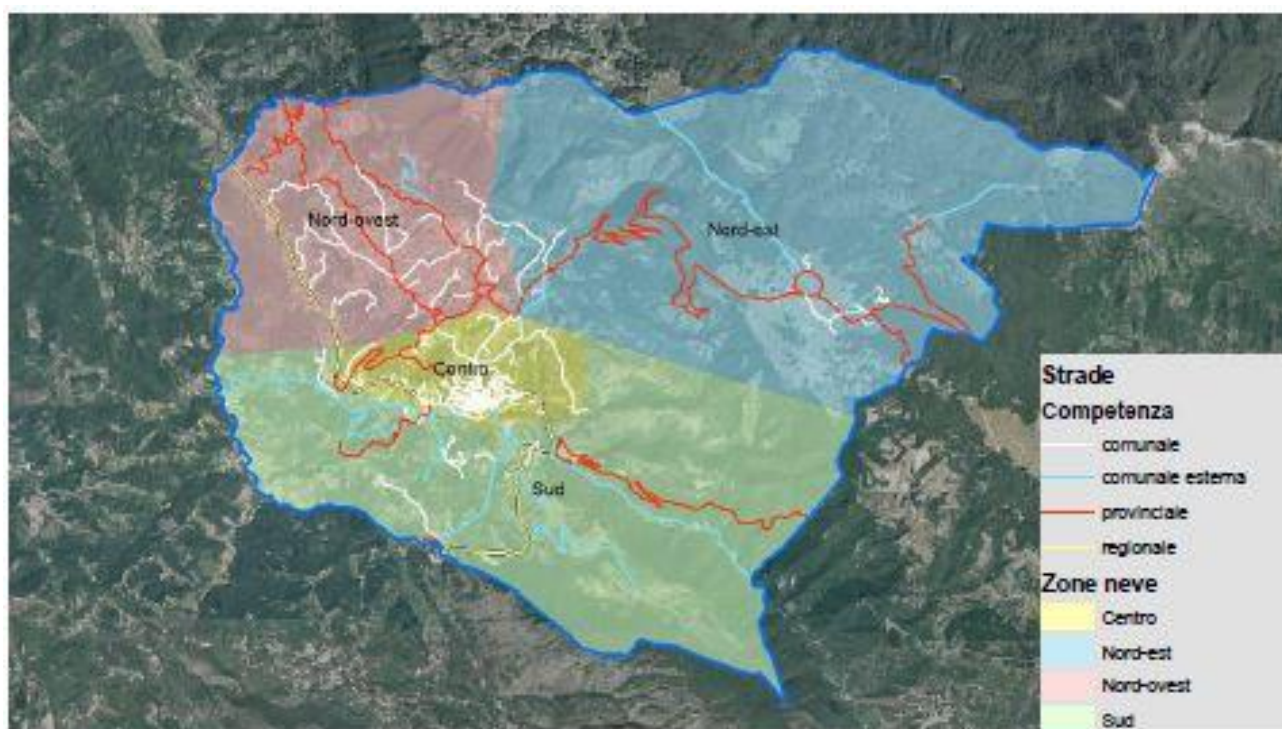 Nord-ovest
Nord-est
Centro
Sud
Strade
Competenza
comunale
comunale esterna
provinciale
regionale
Zone neve
Centro
Nord-est
Nord-ovest
Sud